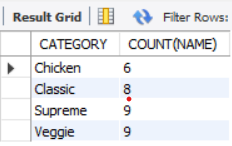 Result Grid Filter Rows:
CATEGORY COUNT(NAME)
Chicken 6
Classic 8
Supreme 9
Veggie 9